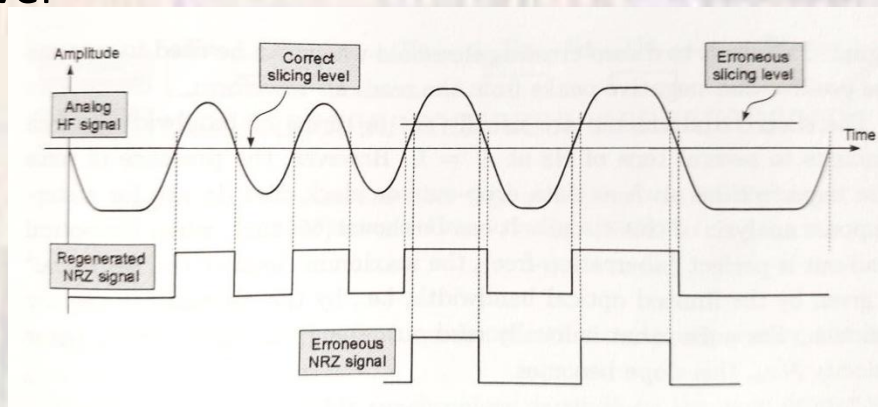 Amplitude
Correct
slicing level
Erroneous
slicing level
Analog
HF signal
Time
Regenerated
NRZ signal
Erroneous
NRZ signal